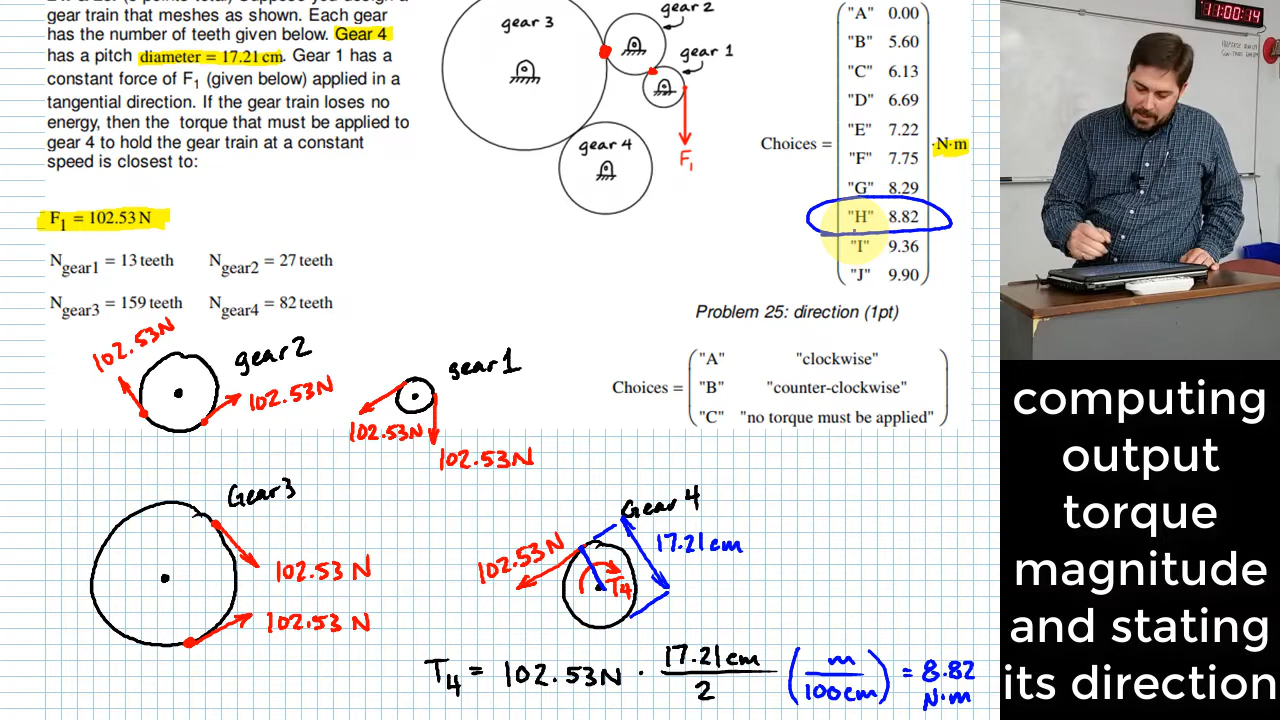 gear train that meshes as shown. Each gear
has the number of teeth given below. Gear 4
has a pitch diameter = 17.21 cm. Gear 1 has a
constant force of F1 (given below) applied in a
tangential direction. If the gear train loses no
energy, then the torque that must be applied to
gear 4 to hold the gear train at a constant
speed is closest to:
F1 = 102.53 N
Ngear1 = 13 teeth Ngear2 = 27 teeth
Ngear3 = 159 teeth Ngear4 = 82 teeth
gear 3
gear 2
gear 1
gear 4
F1
Choices =
"A" 0.00
"B" 5.60
"C" 6.13
"D" 6.69
"E" 7.22
"F" 7.75
"G" 8.29
"H" 8.82
"I" 9.36
"J" 9.90
·N·m
Problem 25: direction (1pt)
Choices =
"A" "clockwise"
"B" "counter-clockwise"
"C" "no torque must be applied"
102.53N
gear 2
102.53N
gear 1
102.53N
102.53N
Gear 3
102.53 N
102.53 N
Gear 4
17.21 cm
102.53 N
T4
T4 = 102.53N · 17.21 cm / 2 (m / 100 cm) = 8.82 N·m
11:00:14
computing
output
torque
magnitude
and stating
its direction